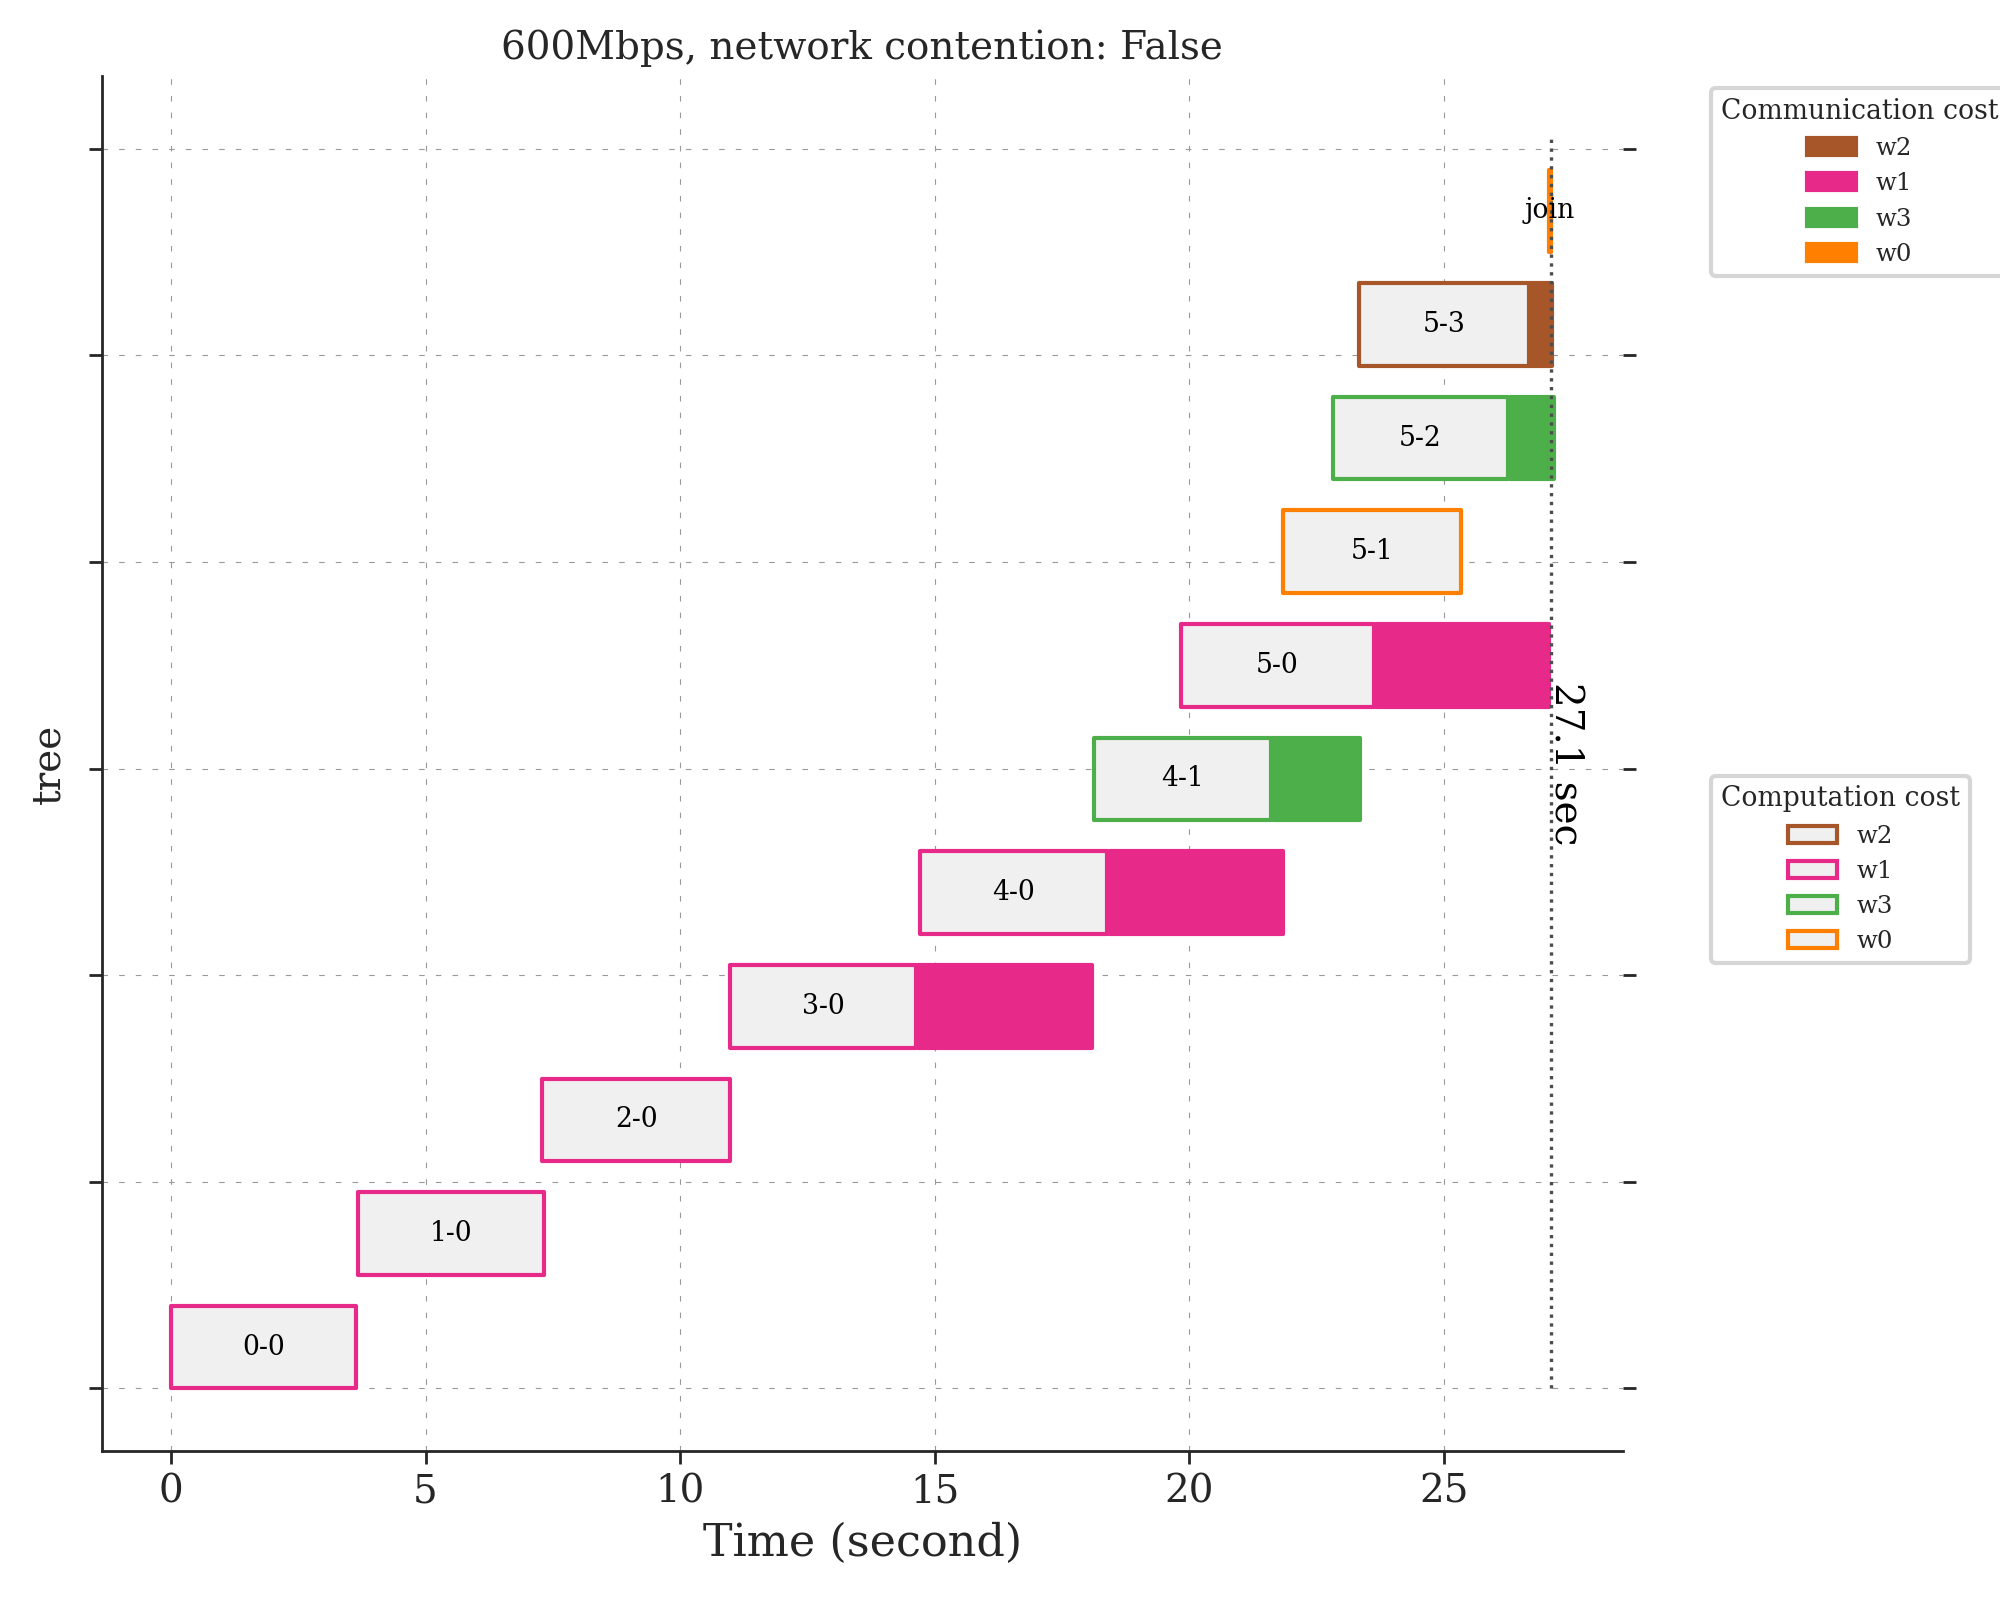 600Mbps, network contention: False
Communication cost
w2
w1
w3
w0
join
5-3
5-2
5-1
5-0
27.1 sec
4-1
Computation cost
w2
w1
w3
w0
4-0
3-0
2-0
1-0
0-0
tree
0 5 10 15 20 25
Time (second)